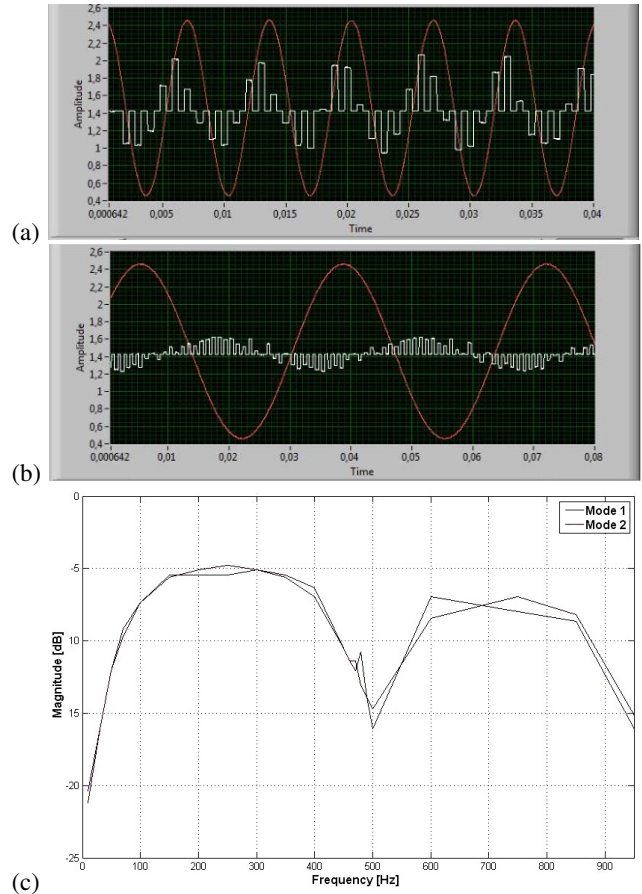 2,6
2,4
2,2
2
1,8
1,6
1,4
1,2
1
0,8
0,6
0,4
Amplitude
0,000642 0,005 0,01 0,015 0,02 0,025 0,03 0,035 0,04
Time
(a)
2,6
2,4
2,2
2
1,8
1,6
1,4
1,2
1
0,8
0,6
0,4
Amplitude
0,000642 0,01 0,02 0,03 0,04 0,05 0,06 0,07 0,08
Time
(b)
Mode 1
Mode 2
0
-5
10
15
-20
-25
Magnitude [dB]
0 100 200 300 400 500 600 700 800 900
Frequency [Hz]
(c)